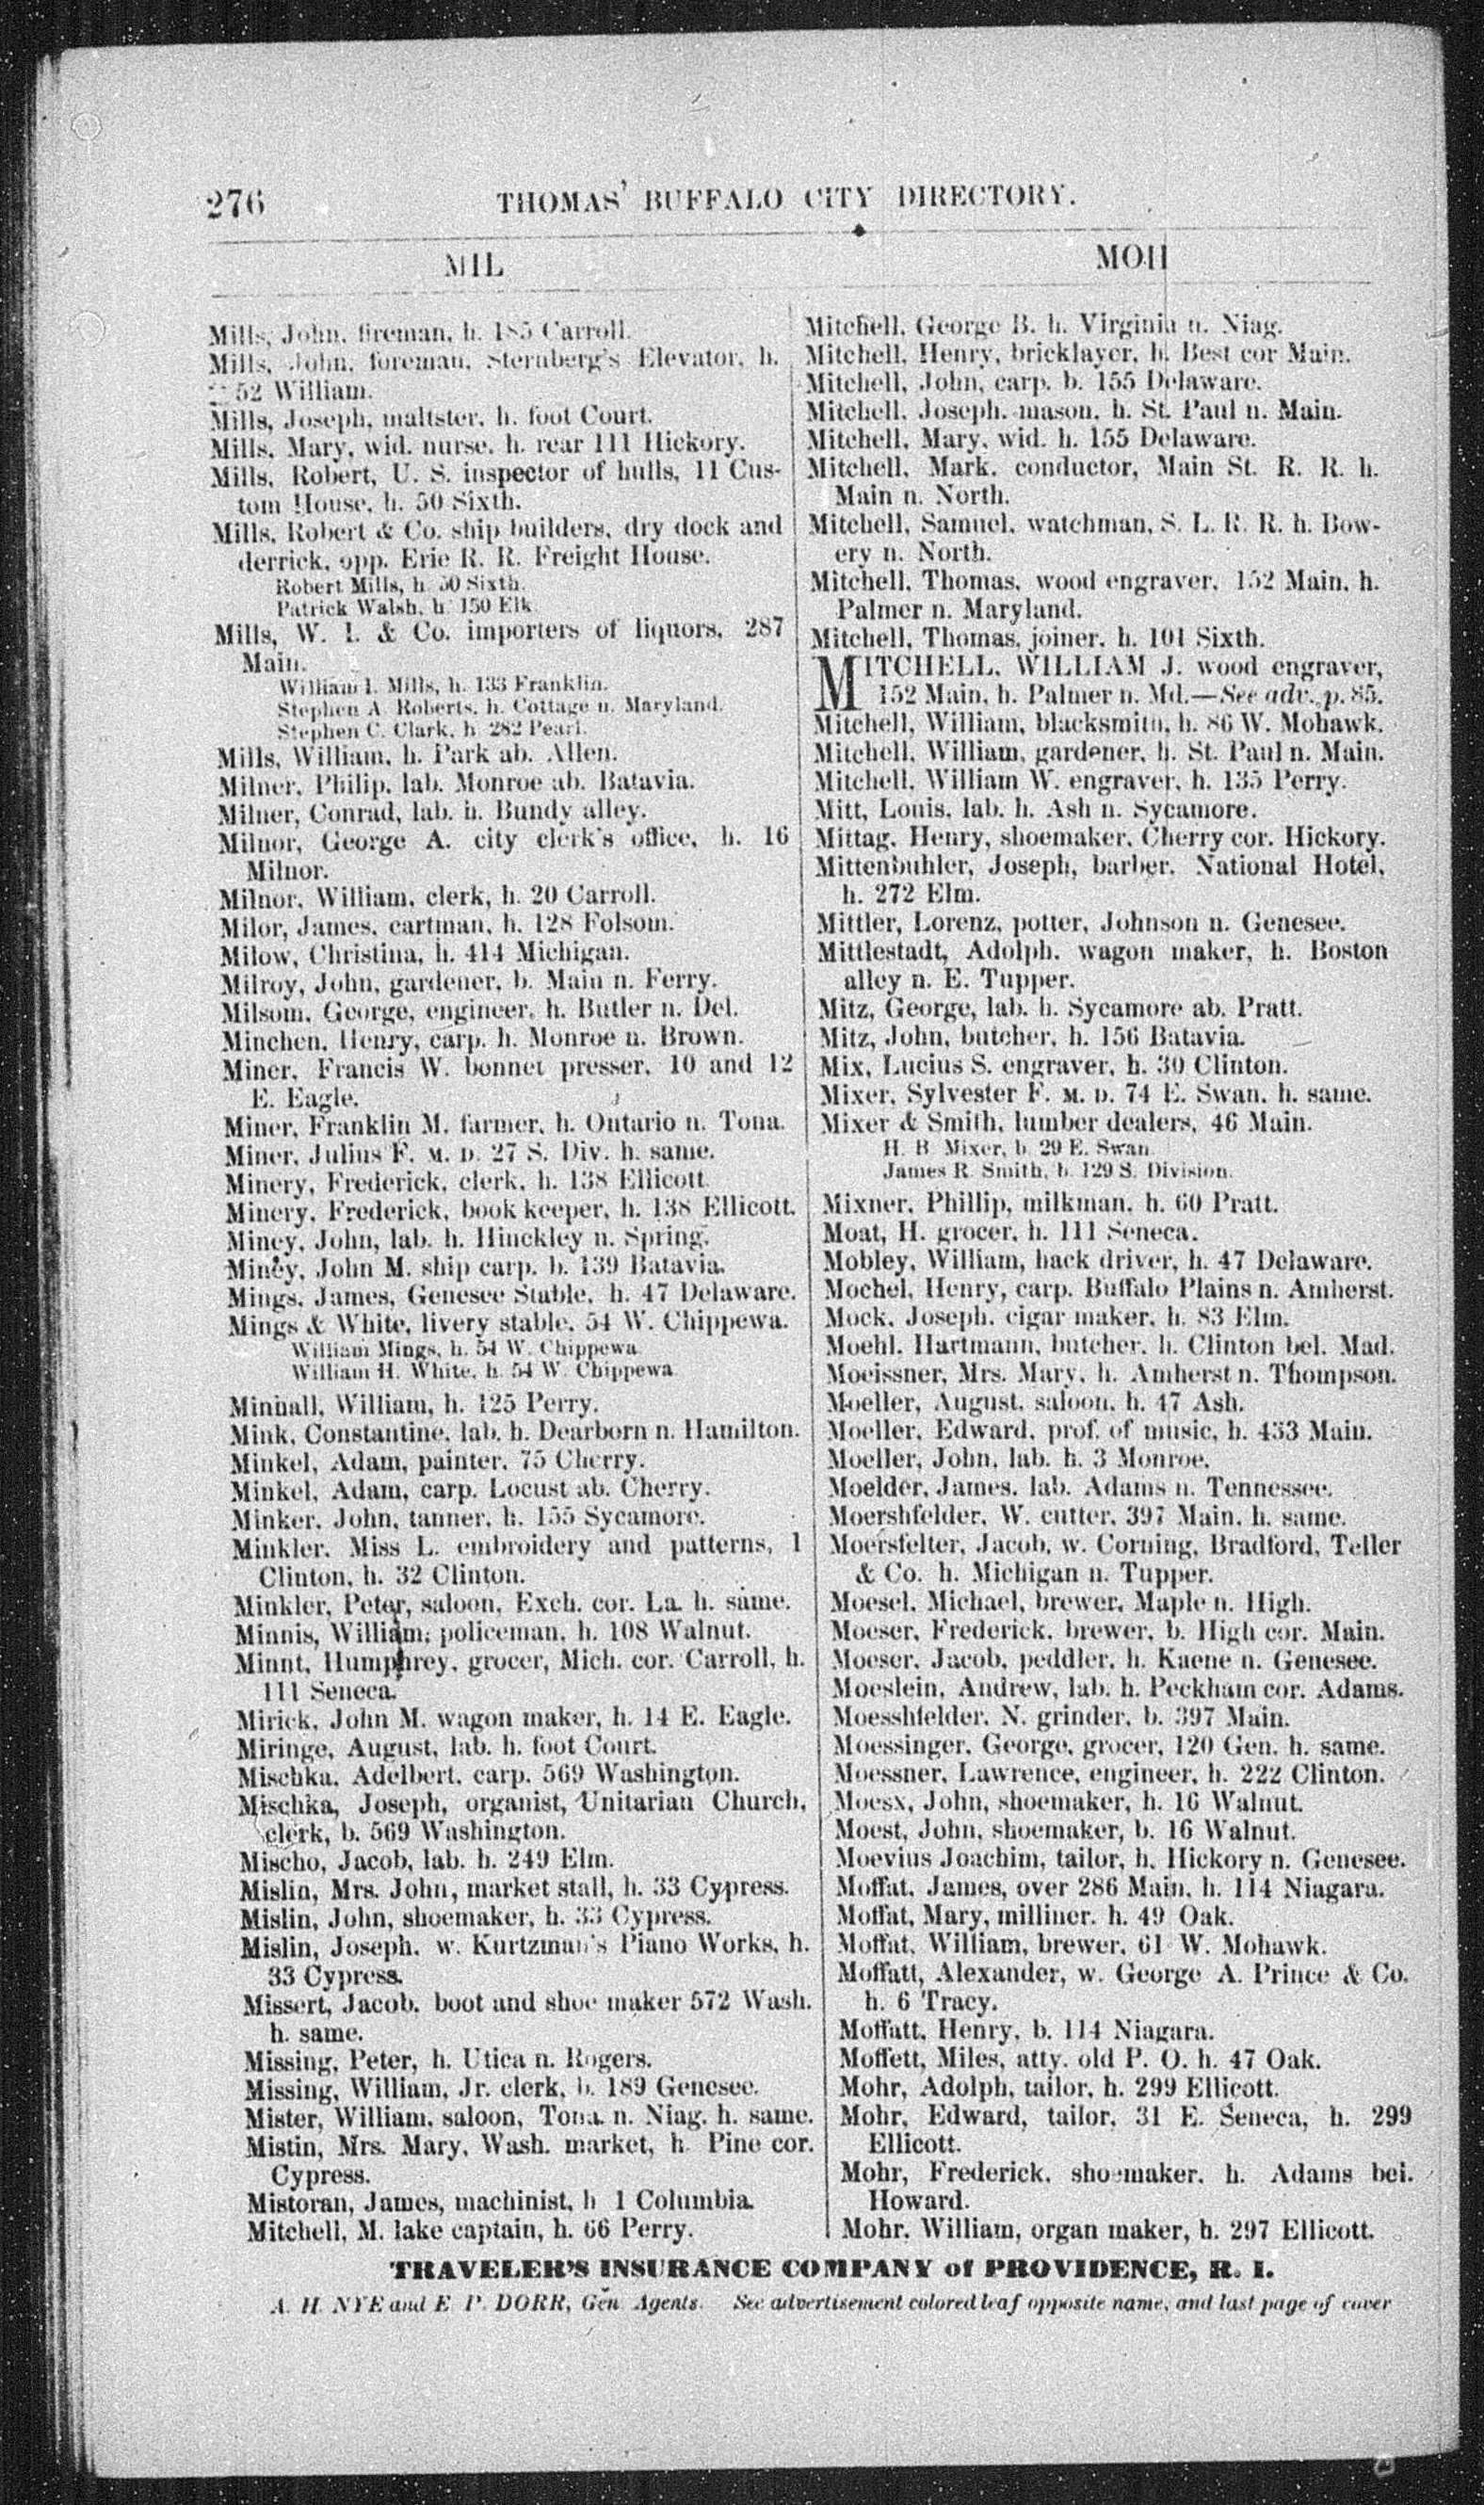 276
THOMAS' BUFFALO CITY DIRECTORY.
MIL
MOH
Mills, John, fireman, h. 185 Carroll.
Mills, John, foreman, Sternberg's Elevator, h.
52 William.
Mills, Joseph, maltster, h. foot Court.
Mills, Mary, wid. nurse, h. rear 111 Hickory.
Mills, Robert, U. S. inspector of hulls, 11 Cus-
tom House, h. 50 Sixth.
Mills, Robert & Co. ship builders, dry dock and
derrick, opp. Erie R. R. Freight House.
Robert Mills, h. 50 Sixth.
Patrick Walsh, h. 150 Elk
Mills, W. I. & Co. importers of liquors, 287
Main.
William I. Mills, h. 133 Franklin.
Stephen A. Roberts, h. Cottage n. Maryland.
Stephen C. Clark, h. 282 Pearl.
Mills, William, h. Park ab. Allen.
Milner, Philip, lab. Monroe ab. Batavia.
Milner, Conrad, lab. h. Bundy alley.
Milnor, George A. city clerk's office, h. 16
Milnor.
Milnor, William, clerk, h. 20 Carroll.
Milor, James, cartman, h. 128 Folsom.
Milow, Christina, h. 414 Michigan.
Milroy, John, gardener, b. Main n. Ferry.
Milsom, George, engineer, h. Butler n. Del.
Minchen, Henry, carp. h. Monroe n. Brown.
Miner, Francis W. bonnet presser, 10 and 12
E. Eagle.
Miner, Franklin M. farmer, h. Ontario n. Tona.
Miner, Julius F. M. D. 27 S. Div. h. same.
Minery, Frederick, clerk, h. 138 Ellicott.
Minery, Frederick, book keeper, h. 138 Ellicott.
Miney, John, lab. h. Hinckley n. Spring.
Miney, John M. ship carp. b. 139 Batavia.
Mings, James, Genesee Stable, h. 47 Delaware.
Mings & White, livery stable, 54 W. Chippewa.
William Mings, h. 54 W. Chippewa
William H. White, h. 54 W. Chippewa
Minhall, William, h. 125 Perry.
Mink, Constantine, lab. h. Dearborn n. Hamilton.
Minkel, Adam, painter, 75 Cherry.
Minkel, Adam, carp. Locust ab. Cherry.
Minker, John, tanner, h. 155 Sycamore.
Minkler, Miss L. embroidery and patterns, 1
Clinton, h. 32 Clinton.
Minkler, Peter, saloon, Exch. cor. La. h. same.
Minnis, William, policeman, h. 108 Walnut.
Minnt, Humphrey, grocer, Mich. cor. Carroll, h.
111 Seneca.
Mirick, John M. wagon maker, h. 14 E. Eagle.
Miringe, August, lab. h. foot Court.
Mischka, Adelbert, carp. 569 Washington.
Mischka, Joseph, organist, Unitarian Church,
clerk, b. 569 Washington.
Mischo, Jacob, lab. h. 249 Elm.
Mislin, Mrs. John, market stall, h. 33 Cypress.
Mislin, John, shoemaker, h. 33 Cypress.
Mislin, Joseph, w. Kurtzman's Piano Works, h.
33 Cypress.
Missert, Jacob, boot and shoe maker 572 Wash.
h. same.
Missing, Peter, h. Utica n. Rogers.
Missing, William, Jr. clerk, b. 189 Genesee.
Mister, William, saloon, Tona. n. Niag. h. same.
Mistin, Mrs. Mary, Wash. market, h. Pine cor.
Cypress.
Mistoran, James, machinist, h 1 Columbia.
Mitchell, M. lake captain, h. 66 Perry.
Mitchell, George B. h. Virginia n. Niag.
Mitchell, Henry, bricklayer, h. Best cor Main.
Mitchell, John, carp. b. 155 Delaware.
Mitchell, Joseph, mason, h. St. Paul n. Main.
Mitchell, Mary, wid. h. 155 Delaware.
Mitchell, Mark, conductor, Main St. R. R. h.
Main n. North.
Mitchell, Samuel, watchman, S. L. R. R. h. Bow-
ery n. North.
Mitchell, Thomas, wood engraver, 152 Main, h.
Palmer n. Maryland.
Mitchell, Thomas, joiner, h. 101 Sixth.
MITCHELL, WILLIAM J. wood engraver,
152 Main, h. Palmer n. Md.—See adv., p. 85.
Mitchell, William, blacksmith, h. 86 W. Mohawk.
Mitchell, William, gardener, h. St. Paul n. Main.
Mitchell, William W. engraver, h. 135 Perry.
Mitt, Louis, lab. h. Ash n. Sycamore.
Mittag, Henry, shoemaker, Cherry cor. Hickory.
Mittenbuhler, Joseph, barber, National Hotel,
h. 272 Elm.
Mittler, Lorenz, potter, Johnson n. Genesee.
Mittlestadt, Adolph, wagon maker, h. Boston
alley n. E. Tupper.
Mitz, George, lab. h. Sycamore ab. Pratt.
Mitz, John, butcher, h. 156 Batavia.
Mix, Lucius S. engraver, h. 30 Clinton.
Mixer, Sylvester F. M. D. 74 E. Swan, h. same.
Mixer & Smith, lumber dealers, 46 Main.
H. B. Mixer, b 29 E. Swan
James R. Smith, h. 129 S. Division.
Mixner, Phillip, milkman, h. 60 Pratt.
Moat, H. grocer, h. 111 Seneca.
Mobley, William, hack driver, h. 47 Delaware.
Mochel, Henry, carp. Buffalo Plains n. Amherst.
Mock, Joseph, cigar maker, h. 83 Elm.
Moehl, Hartmann, butcher, h. Clinton bel. Mad.
Moeissner, Mrs. Mary, h. Amherst n. Thompson.
Moeller, August, saloon, h. 47 Ash.
Moeller, Edward, prof. of music, h. 453 Main.
Moeller, John, lab. h. 3 Monroe.
Moelder, James, lab. Adams n. Tennessee.
Moershfelder, W. cutter, 397 Main, h. same.
Moersfelter, Jacob, w. Corning, Bradford, Teller
& Co. h. Michigan n. Tupper.
Moesel, Michael, brewer, Maple n. High.
Moeser, Frederick, brewer, b. High cor. Main.
Moeser, Jacob, peddler, h. Kaene n. Genesee.
Moeslein, Andrew, lab. h. Peckham cor. Adams.
Moesshfelder, N. grinder, b. 397 Main.
Moessinger, George, grocer, 120 Gen. h. same.
Moessner, Lawrence, engineer, h. 222 Clinton.
Moesx, John, shoemaker, h. 16 Walnut.
Moest, John, shoemaker, b. 16 Walnut.
Moevius Joachim, tailor, h. Hickory n. Genesee.
Moffat, James, over 286 Main, h. 114 Niagara.
Moffat, Mary, milliner, h. 49 Oak.
Moffat, William, brewer, 61 W. Mohawk.
Moffatt, Alexander, w. George A. Prince & Co.
h. 6 Tracy.
Moffatt, Henry, b. 114 Niagara.
Moffett, Miles, atty. old P. O. h. 47 Oak.
Mohr, Adolph, tailor, h. 299 Ellicott.
Mohr, Edward, tailor, 31 E. Seneca, h. 299
Ellicott.
Mohr, Frederick, shoemaker, h. Adams bel.
Howard.
Mohr, William, organ maker, h. 297 Ellicott.
TRAVELER'S INSURANCE COMPANY of PROVIDENCE, R. I.
A. H. NYE and E. P. DORR, Gen. Agents. See advertisement colored leaf opposite name, and last page of cover